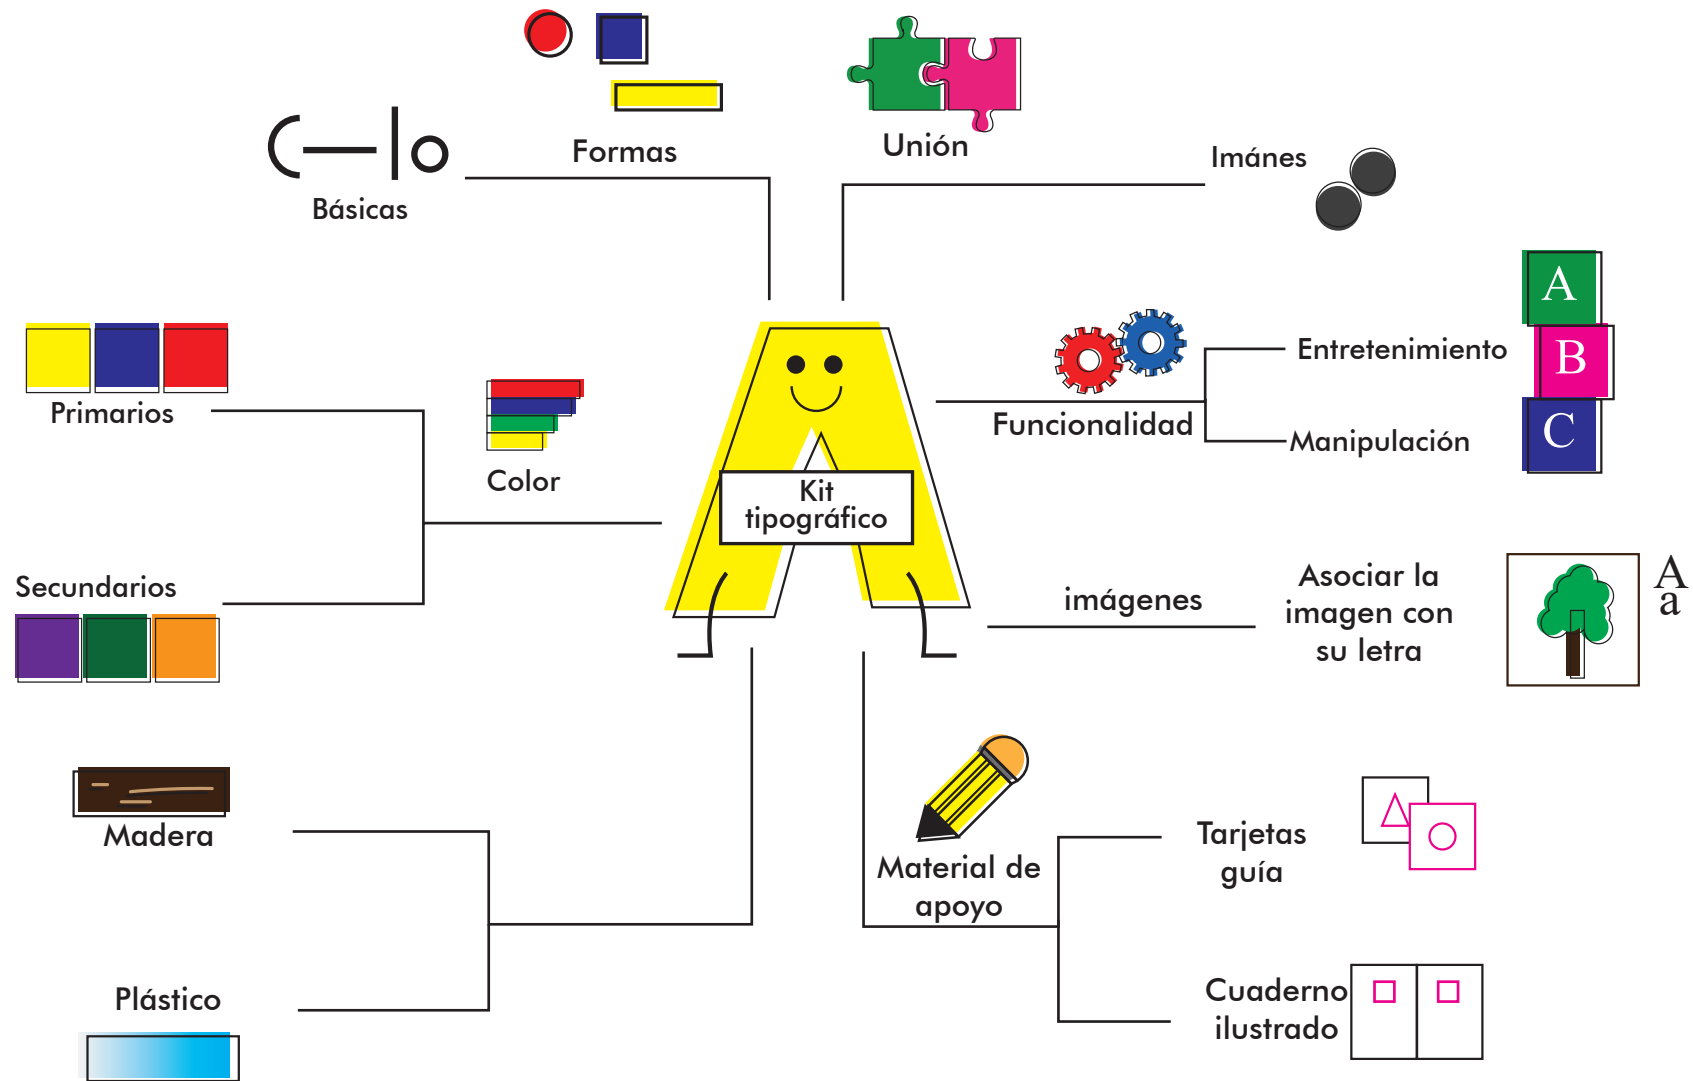 Formas
Básicas
Unión
Imánes
Primarios
Color
Secundarios
Kit
tipográfico
Funcionalidad
Entretenimiento
Manipulación
A
B
C
imágenes
Asociar la
imagen con
su letra
A
a
Madera
Plástico
Material de
apoyo
Tarjetas
guía
Cuaderno
ilustrado